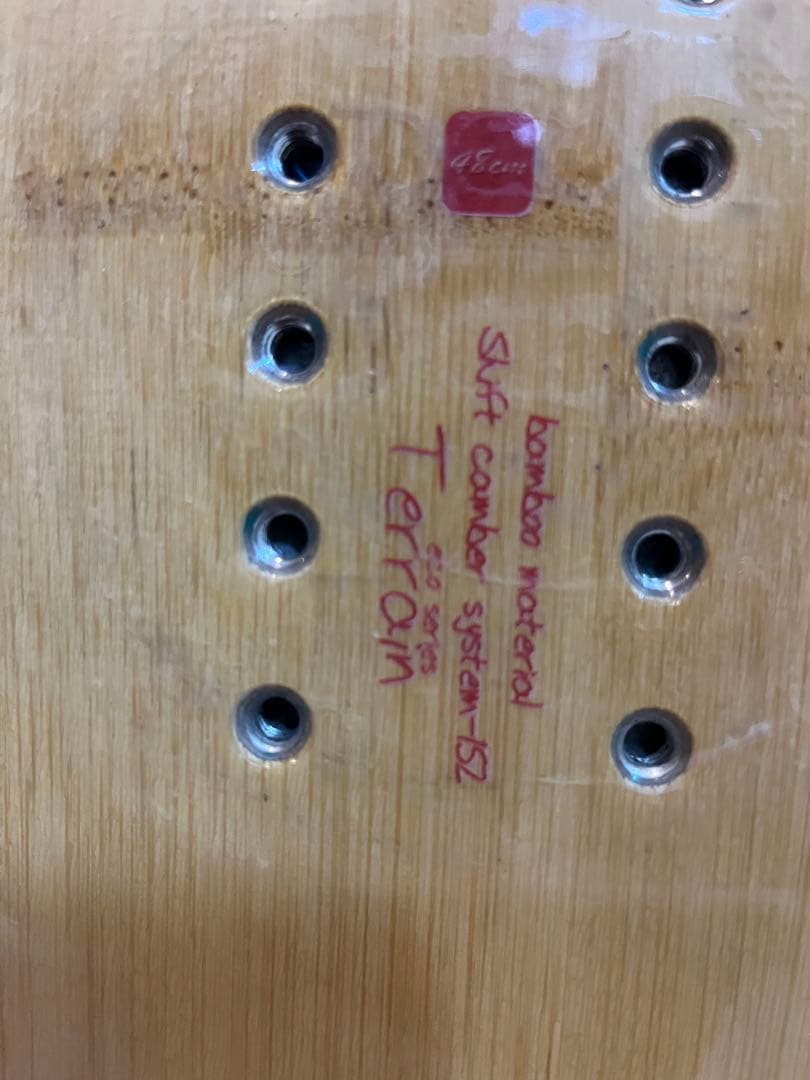 48cm
bamboo material
Shift camber system-152
eco series
Terrain